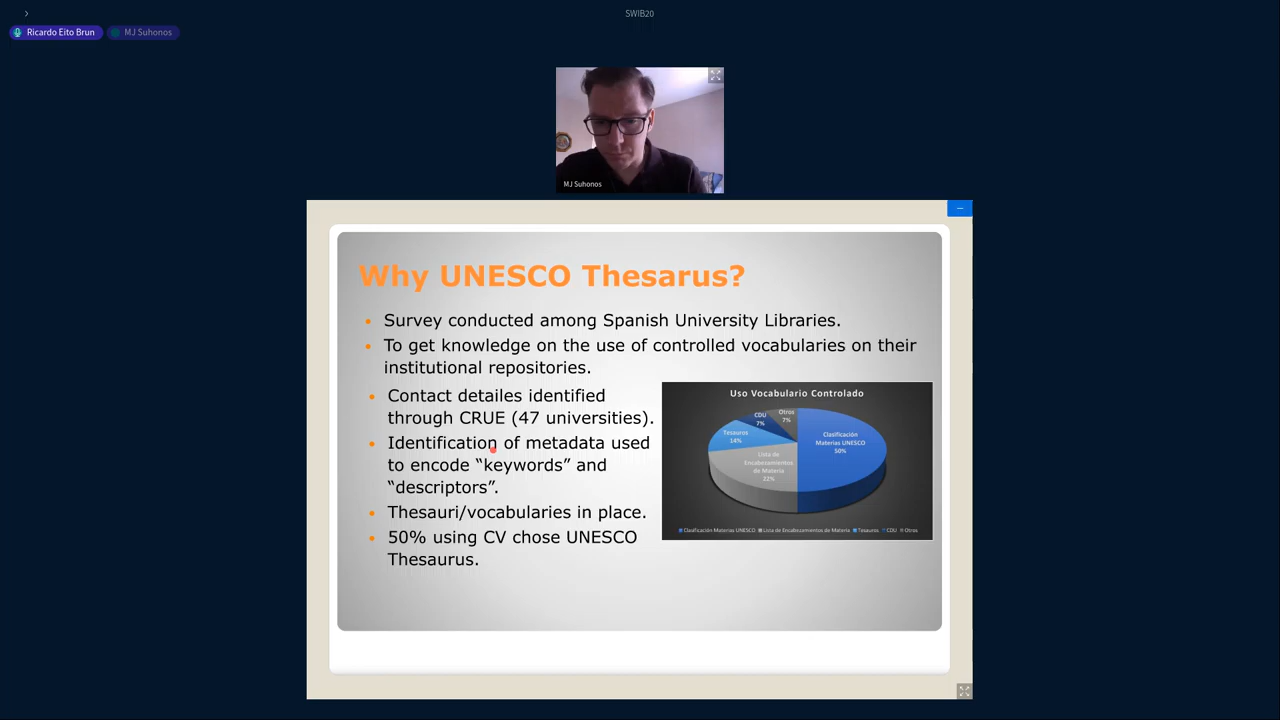 SWIB20
Ricardo Eito Brun
MJ Suhonos
MJ Suhonos
Why UNESCO Thesarus?
Survey conducted among Spanish University Libraries.
To get knowledge on the use of controlled vocabularies on their
institutional repositories.
Contact detailes identified
through CRUE (47 universities).
Identification of metadata used
to encode “keywords” and
“descriptors”.
Thesauri/vocabularies in place.
50% using CV chose UNESCO
Thesaurus.
Uso Vocabulario Controlado
CDU
7%
Otros
7%
Tesauros
14%
Clasificación
Materias UNESCO
50%
Lista de
Encabezamientos
de Materia
22%
Clasificación Materias UNESCO Lista de Encabezamientos de Materia Tesauros CDU Otros